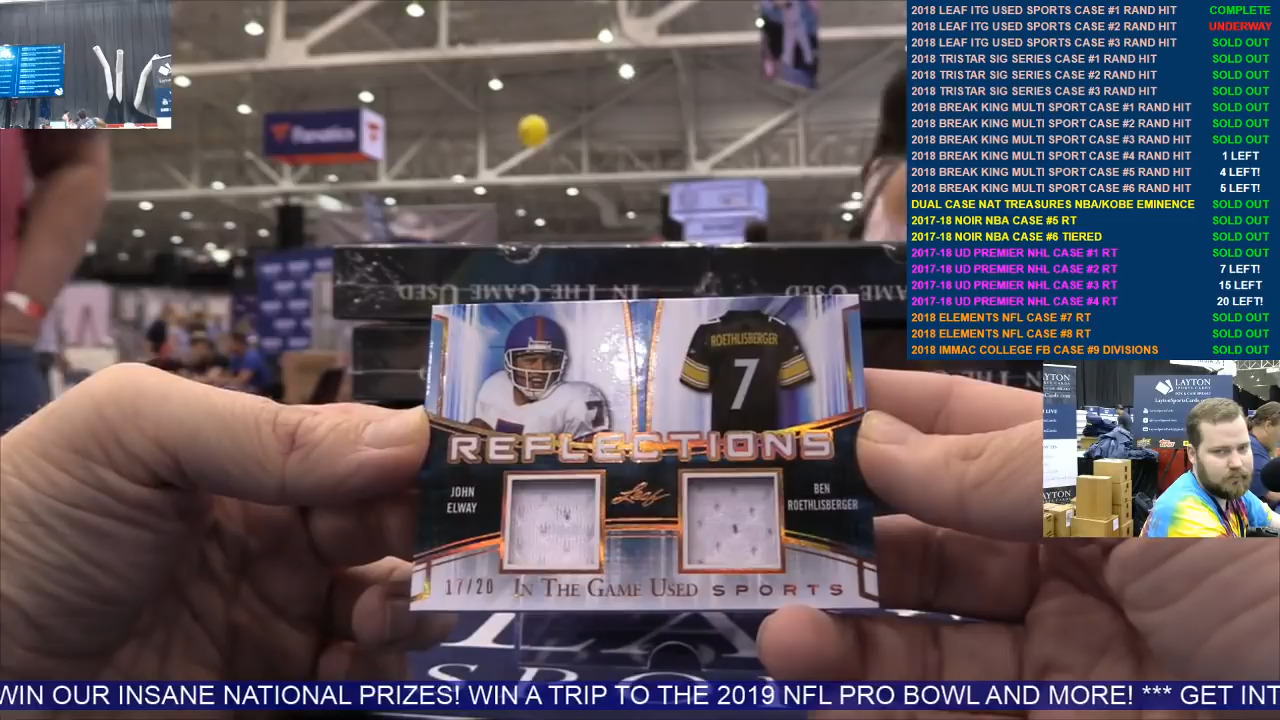 2018 LEAF ITG USED SPORTS CASE #1 RAND HIT COMPLETE
2018 LEAF ITG USED SPORTS CASE #2 RAND HIT UNDERWAY
2018 LEAF ITG USED SPORTS CASE #3 RAND HIT SOLD OUT
2018 TRISTAR SIG SERIES CASE #1 RAND HIT SOLD OUT
2018 TRISTAR SIG SERIES CASE #2 RAND HIT SOLD OUT
2018 TRISTAR SIG SERIES CASE #3 RAND HIT SOLD OUT
2018 BREAK KING MULTI SPORT CASE #1 RAND HIT SOLD OUT
2018 BREAK KING MULTI SPORT CASE #2 RAND HIT SOLD OUT
2018 BREAK KING MULTI SPORT CASE #3 RAND HIT SOLD OUT
2018 BREAK KING MULTI SPORT CASE #4 RAND HIT 1 LEFT
2018 BREAK KING MULTI SPORT CASE #5 RAND HIT 4 LEFT!
2018 BREAK KING MULTI SPORT CASE #6 RAND HIT 5 LEFT!
DUAL CASE NAT TREASURES NBA/KOBE EMINENCE SOLD OUT
2017-18 NOIR NBA CASE #5 RT SOLD OUT
2017-18 NOIR NBA CASE #6 TIERED SOLD OUT
2017-18 UD PREMIER NHL CASE #1 RT SOLD OUT
2017-18 UD PREMIER NHL CASE #2 RT 7 LEFT!
2017-18 UD PREMIER NHL CASE #3 RT 15 LEFT
2017-18 UD PREMIER NHL CASE #4 RT 20 LEFT!
2018 ELEMENTS NFL CASE #7 RT SOLD OUT
2018 ELEMENTS NFL CASE #8 RT SOLD OUT
2018 IMMAC COLLEGE FB CASE #9 DIVISIONS SOLD OUT
Fanatics
IN THE GAME USED
ROETHLISBERGER
7
7
REFLECTIONS
JOHN
ELWAY
Leaf
BEN
ROETHLISBERGER
17/20 IN THE GAME USED SPORTS
LAYTON
SPORTS CARDS
LaytonSportsCards.com
topps
WIN OUR INSANE NATIONAL PRIZES! WIN A TRIP TO THE 2019 NFL PRO BOWL AND MORE! *** GET INT